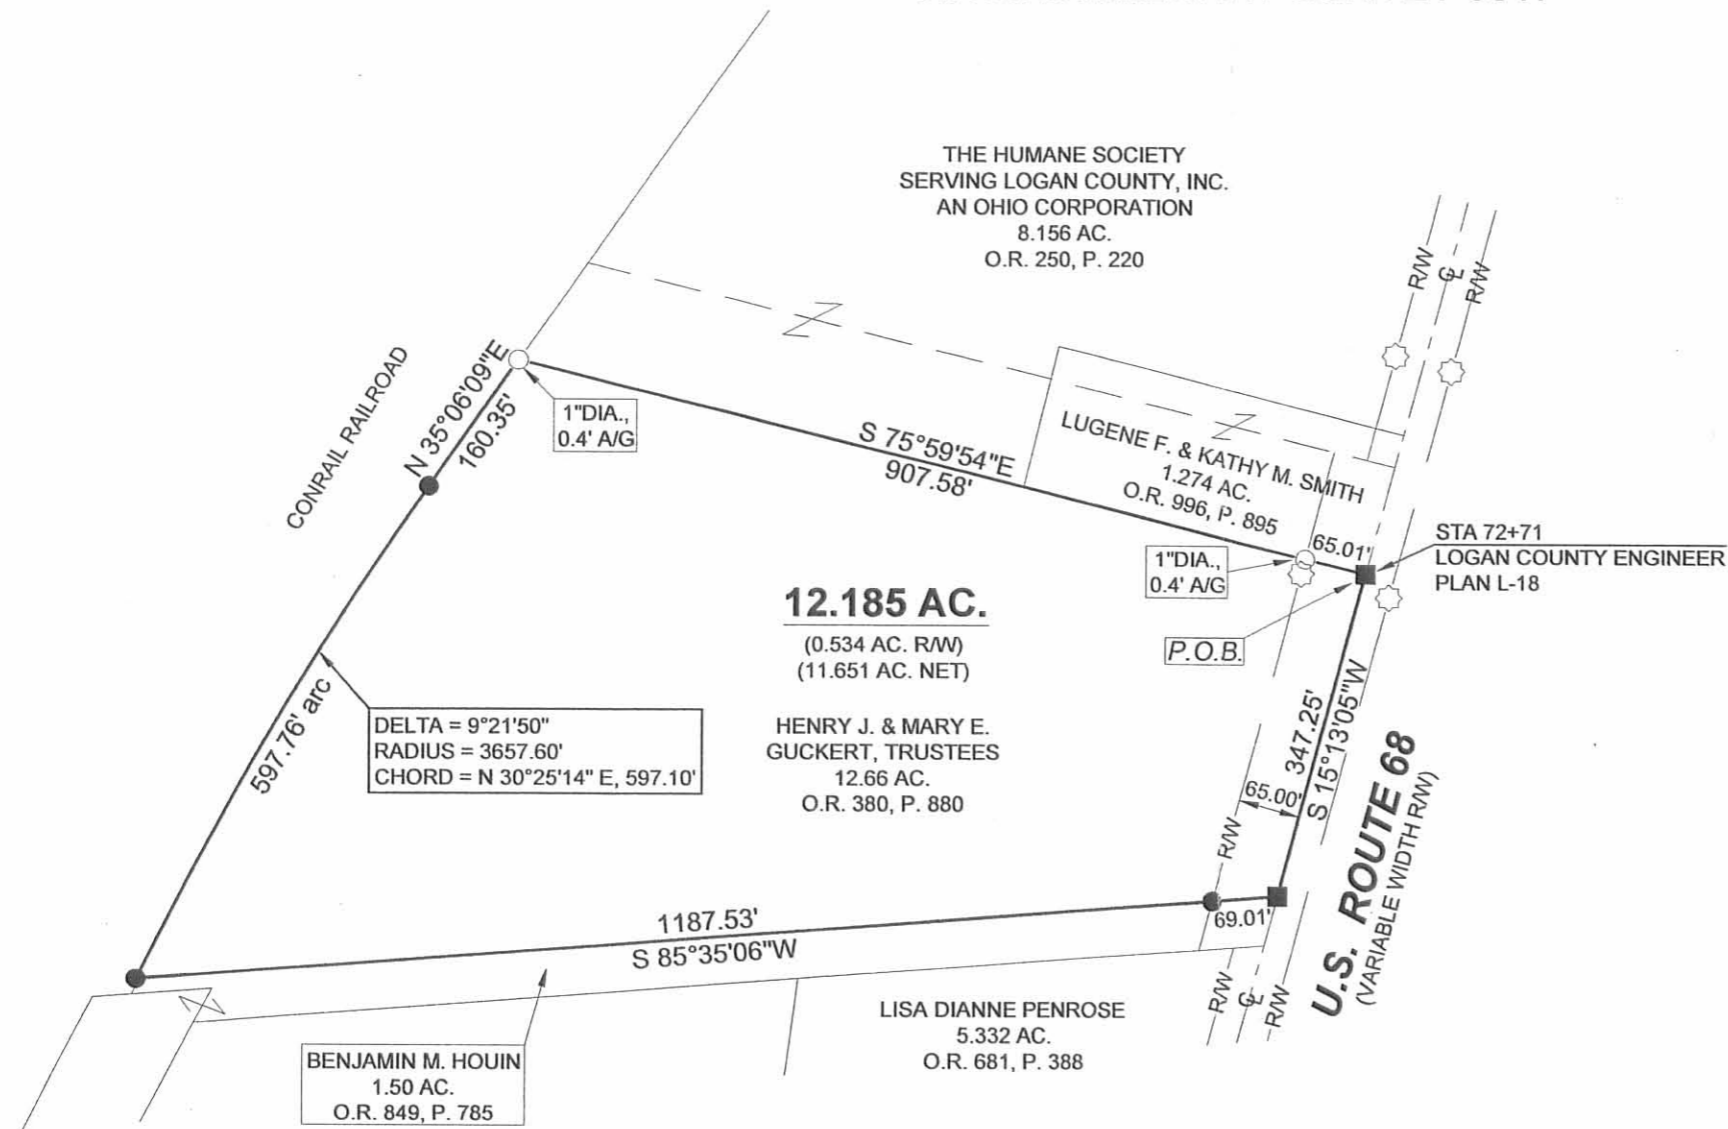 THE HUMANE SOCIETY
SERVING LOGAN COUNTY, INC.
AN OHIO CORPORATION
8.156 AC.
O.R. 250, P. 220
R/W
℄
R/W
CONRAIL RAILROAD
N 35°06'09"E
160.35'
1"DIA.,
0.4' A/G
S 75°59'54"E
907.58'
LUGENE F. & KATHY M. SMITH
1.274 AC.
O.R. 996, P. 895
65.01'
1"DIA.,
0.4' A/G
STA 72+71
LOGAN COUNTY ENGINEER
PLAN L-18
P.O.B.
12.185 AC.
(0.534 AC. R/W)
(11.651 AC. NET)
HENRY J. & MARY E.
GUCKERT, TRUSTEES
12.66 AC.
O.R. 380, P. 880
597.76' arc
DELTA = 9°21'50"
RADIUS = 3657.60'
CHORD = N 30°25'14" E, 597.10'
347.25'
S 15°13'05"W
65.00'
R/W
U.S. ROUTE 68
(VARIABLE WIDTH R/W)
1187.53'
S 85°35'06"W
69.01'
R/W
℄
R/W
LISA DIANNE PENROSE
5.332 AC.
O.R. 681, P. 388
BENJAMIN M. HOUIN
1.50 AC.
O.R. 849, P. 785